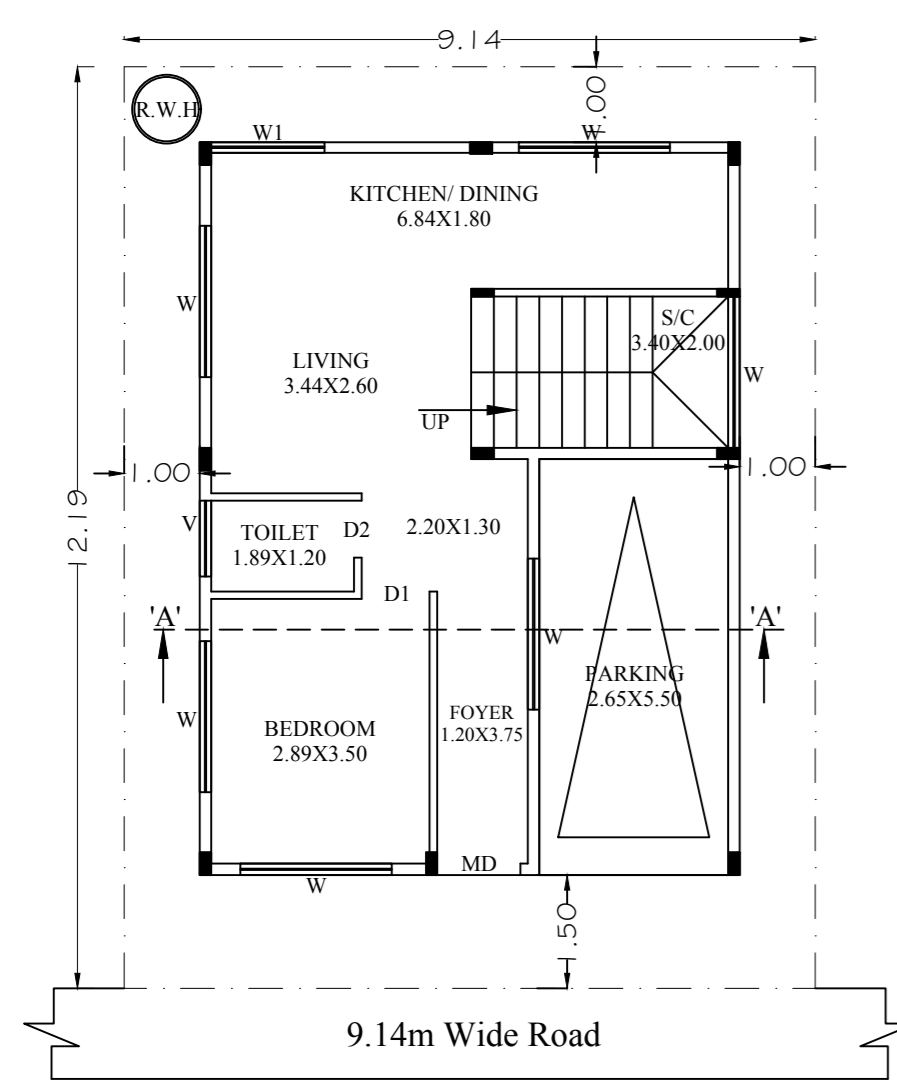 9.14
1.00
R.W.H
W1
W
KITCHEN/ DINING
6.84X1.80
W
S/C
3.40X2.00
LIVING
3.44X2.60
W
UP
1.00
1.00
12.19
V
TOILET
1.89X1.20
D2
2.20X1.30
D1
'A'
'A'
W
PARKING
2.65X5.50
W
FOYER
1.20X3.75
BEDROOM
2.89X3.50
MD
W
1.50
9.14m Wide Road